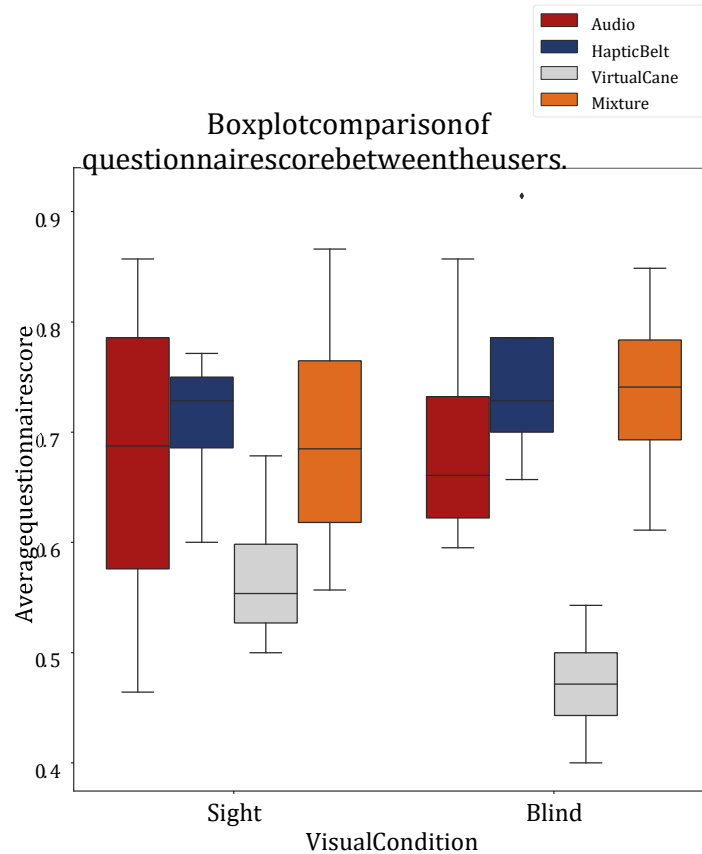 Audio
HapticBelt
VirtualCane
Mixture
Boxplotcomparisonof
questionnairescorebetweentheusers.
0.9
0.8
0.7
0.6
0.5
0.4
Averagequestionnairescore
Sight
Blind
VisualCondition